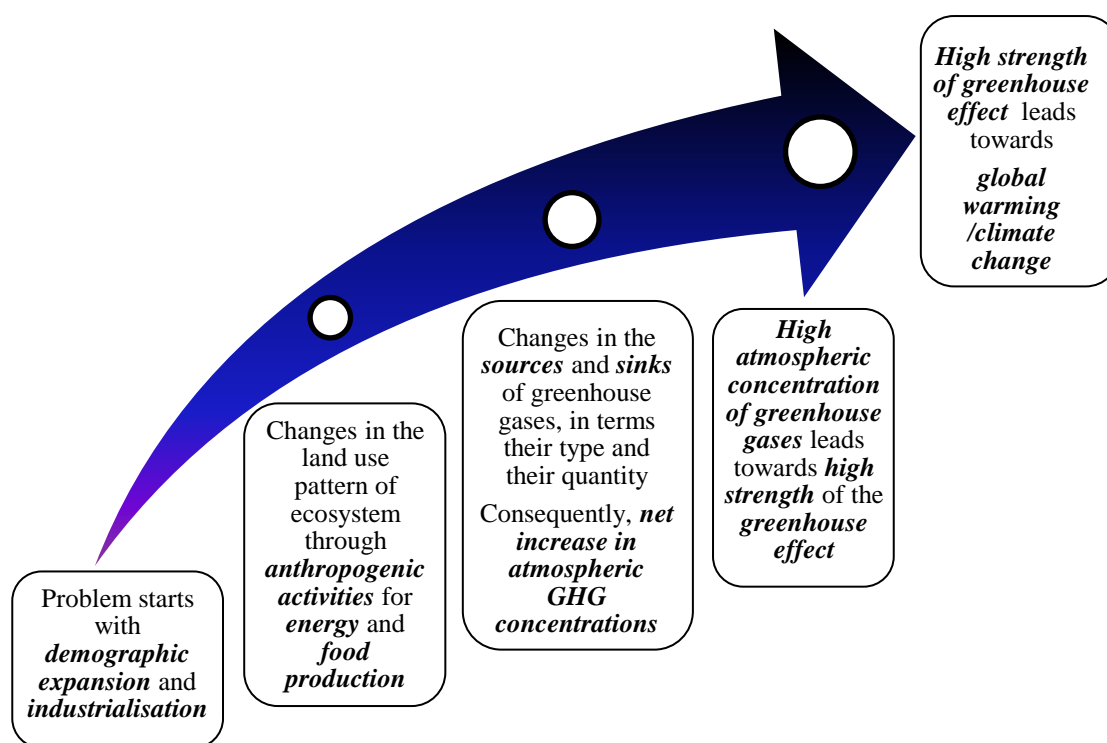 Problem starts
with
demographic
expansion and
industrialisation
Changes in the
land use
pattern of
ecosystem
through
anthropogenic
activities for
energy and
food
production
Changes in the
sources and sinks
of greenhouse
gases, in terms
their type and
their quantity
Consequently, net
increase in
atmospheric
GHG
concentrations
High
atmospheric
concentration
of greenhouse
gases leads
towards high
strength of the
greenhouse
effect
High strength
of greenhouse
effect leads
towards
global
warming
/climate
change